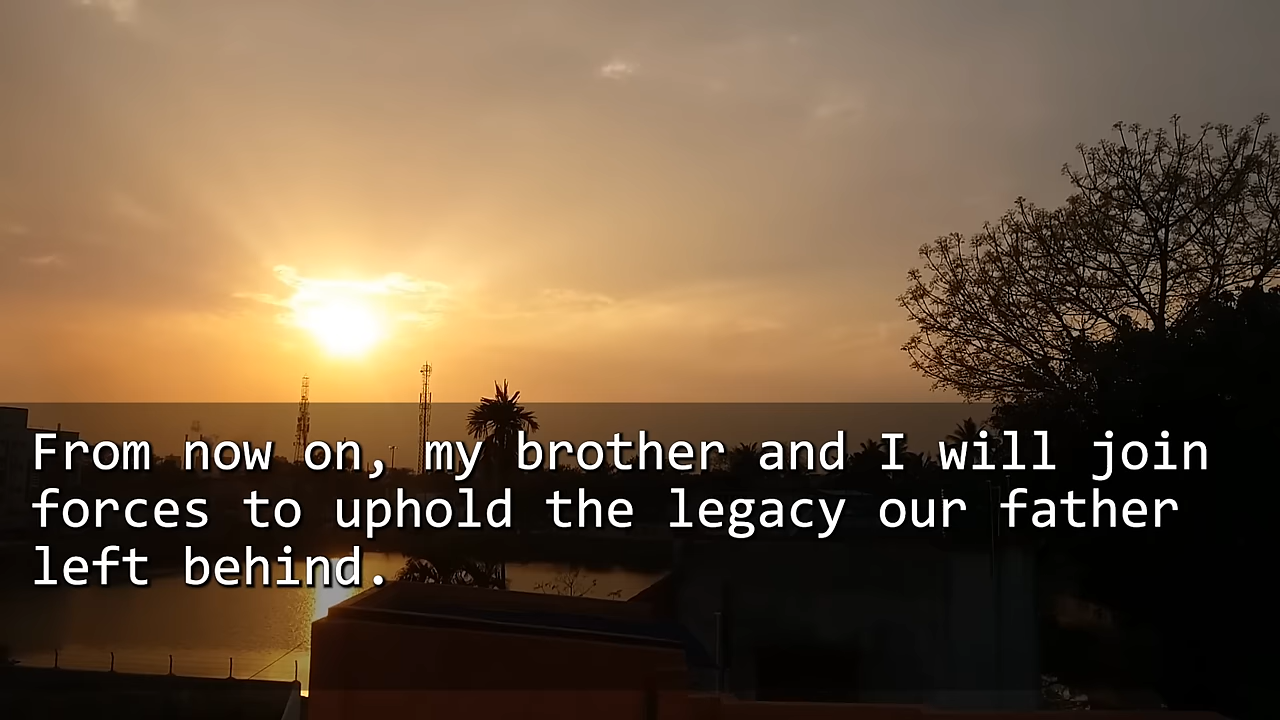 From now on, my brother and I will join
forces to uphold the legacy our father
left behind.